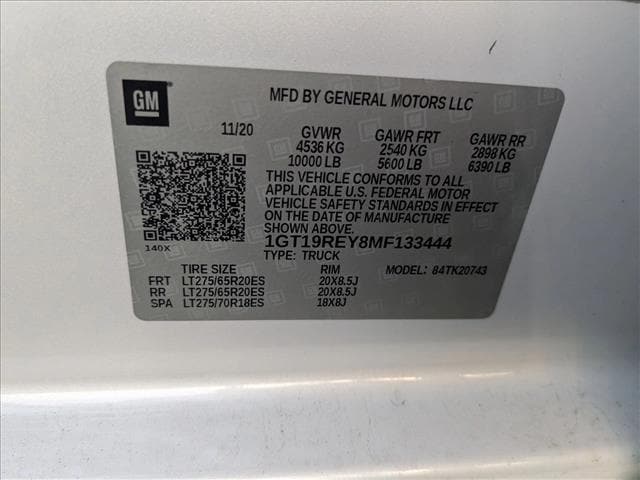 GM
MFD BY GENERAL MOTORS LLC
11/20 GVWR GAWR FRT GAWR RR
4536 KG 2540 KG 2898 KG
10000 LB 5600 LB 6390 LB
THIS VEHICLE CONFORMS TO ALL
APPLICABLE U.S. FEDERAL MOTOR
VEHICLE SAFETY STANDARDS IN EFFECT
ON THE DATE OF MANUFACTURE
SHOWN ABOVE.
140X
1GT19REY8MF133444
TYPE: TRUCK
TIRE SIZE RIM MODEL: 84TK20743
FRT LT275/65R20ES 20X8.5J
RR LT275/65R20ES 20X8.5J
SPA LT275/70R18ES 18X8J